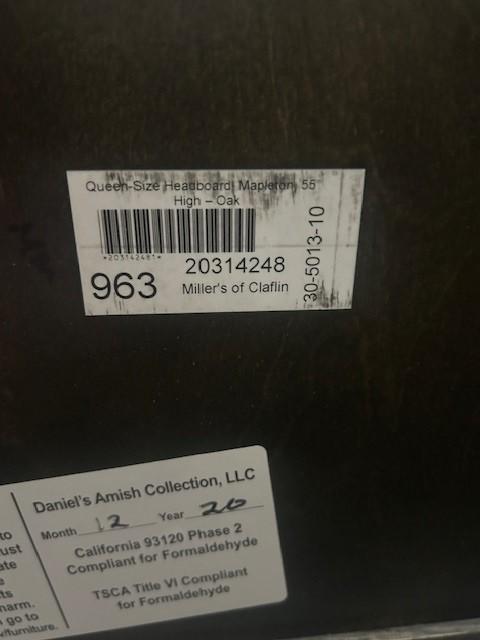 Queen-Size Headboard, Mapleton, 55"
High – Oak
*203142481*
963
20314248
Miller's of Claflin
30-5013-10
Daniel's Amish Collection, LLC
Month 12 Year 20
California 93120 Phase 2
Compliant for Formaldehyde
TSCA Title VI Compliant
for Formaldehyde
to
ust
ate
e
ts
harm.
go to